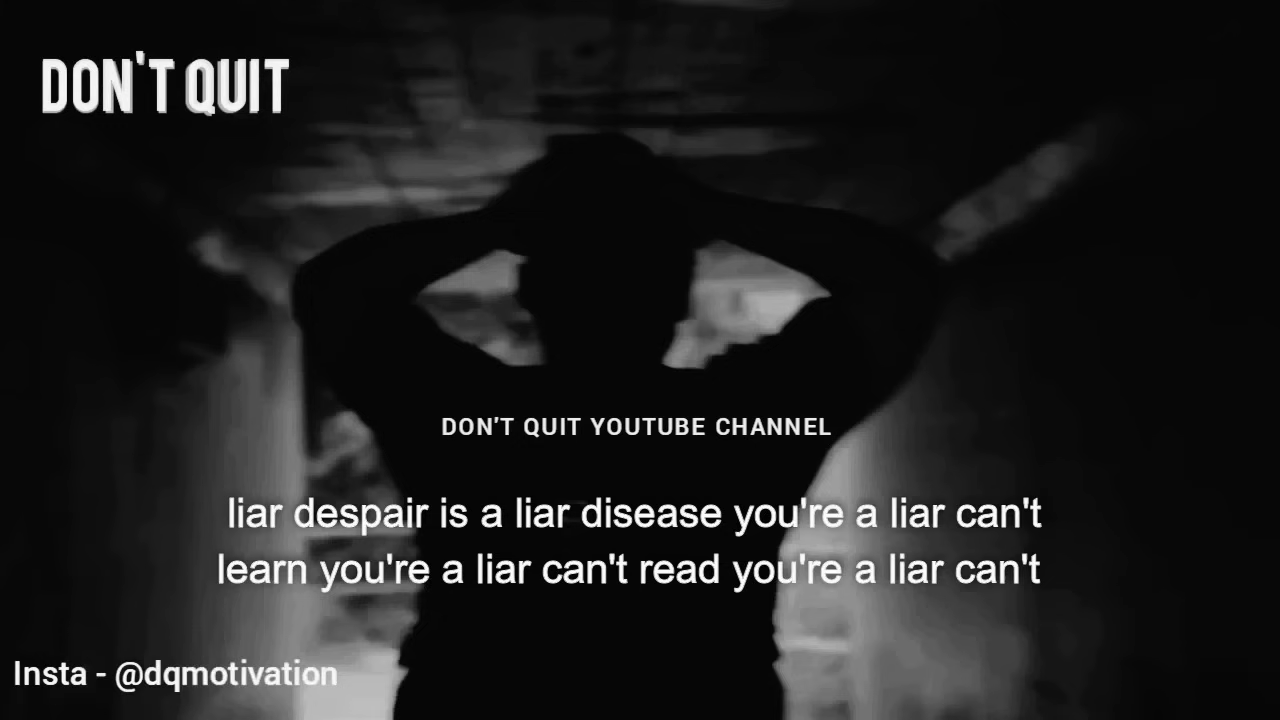 DON'T QUIT
DON'T QUIT YOUTUBE CHANNEL
liar despair is a liar disease you're a liar can't
learn you're a liar can't read you're a liar can't
Insta - @dqmotivation